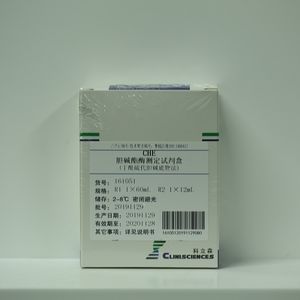 CHE
胆碱酯酶测定试剂盒
(丁酰硫代胆碱底物法)
货号: 161051
规格: R1 1×60ml R2 1×12ml
储存: 2-8℃ 密闭避光
批号: 20191129
生产日期: 20191129
有效期至: 20201128
其它事项: 详见说明书
科立森
CLINISCIENCES